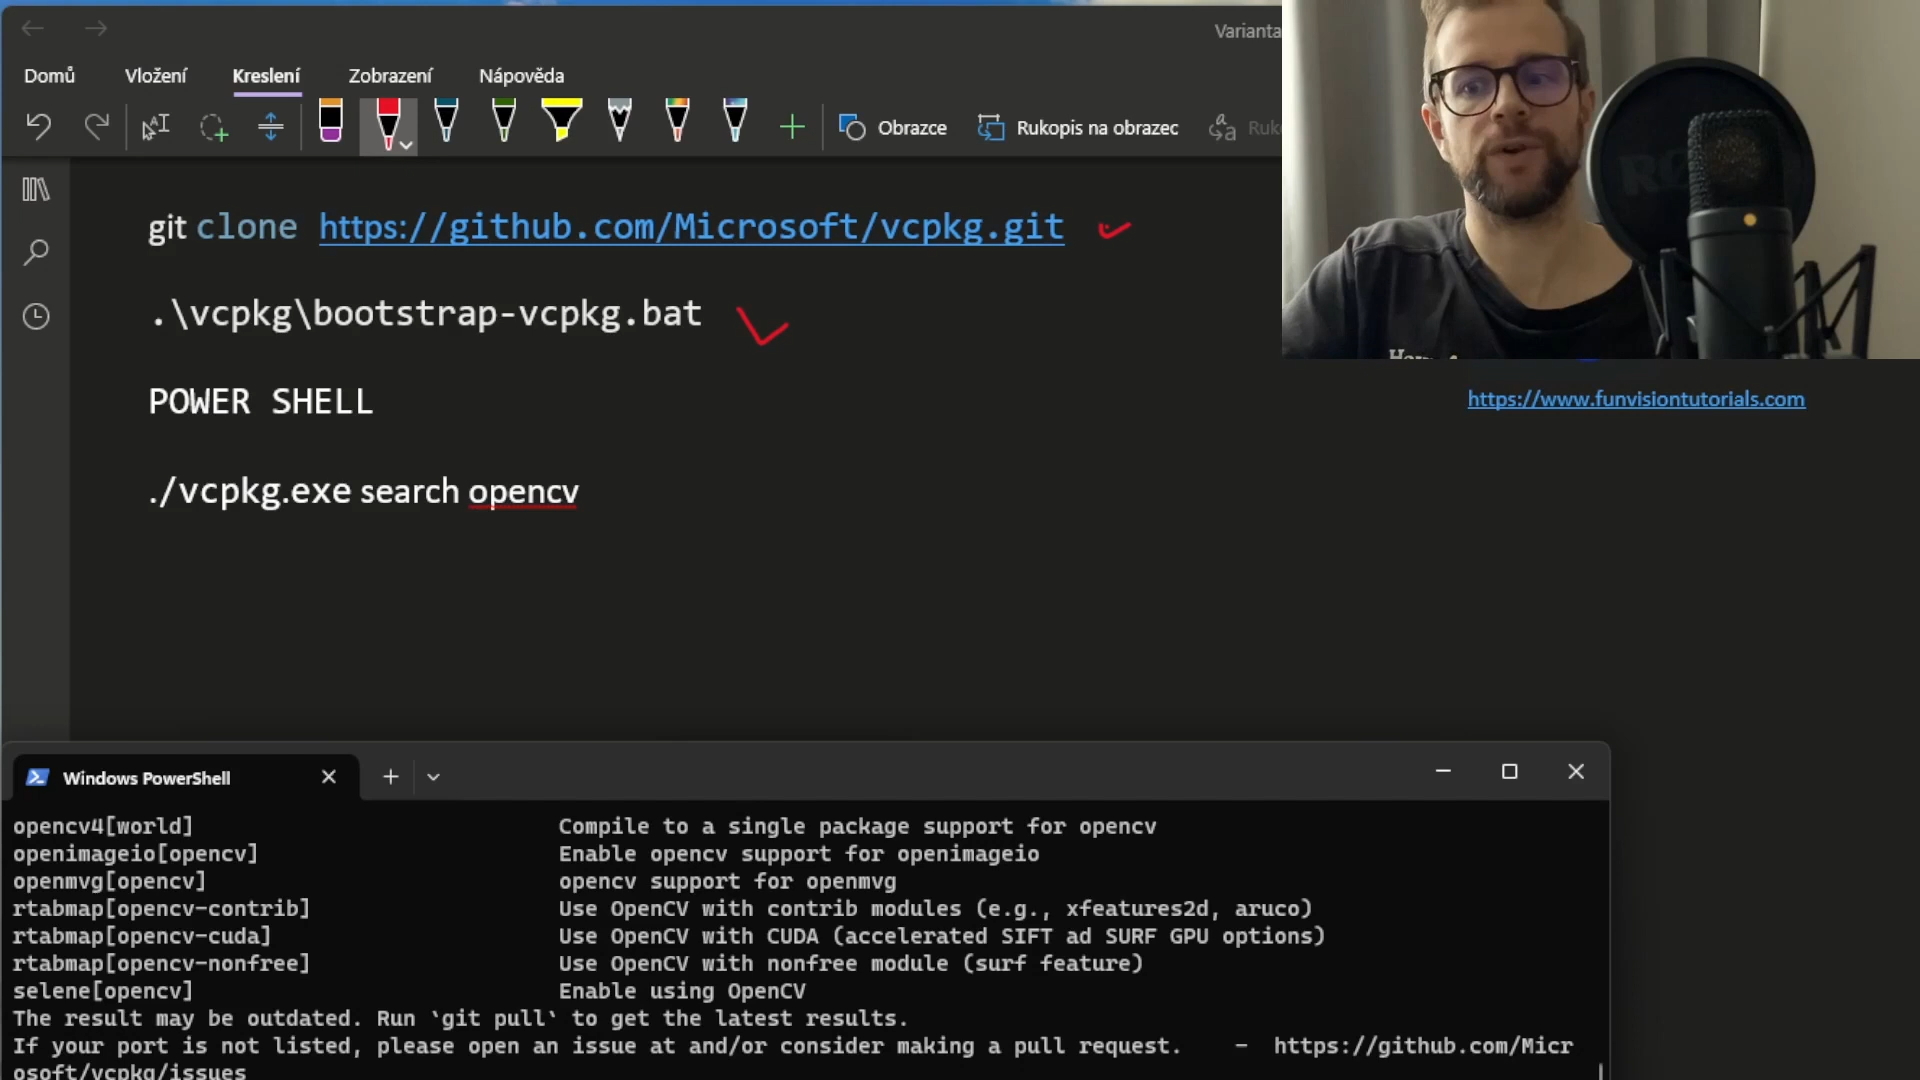 Varianta
Domů Vložení Kreslení Zobrazení Nápověda
Obrazce Rukopis na obrazec
git clone https://github.com/Microsoft/vcpkg.git
.\vcpkg\bootstrap-vcpkg.bat
POWER SHELL
./vcpkg.exe search opencv
https://www.funvisiontutorials.com
Windows PowerShell
opencv4[world] Compile to a single package support for opencv
openimageio[opencv] Enable opencv support for openimageio
openmvg[opencv] opencv support for openmvg
rtabmap[opencv-contrib] Use OpenCV with contrib modules (e.g., xfeatures2d, aruco)
rtabmap[opencv-cuda] Use OpenCV with CUDA (accelerated SIFT ad SURF GPU options)
rtabmap[opencv-nonfree] Use OpenCV with nonfree module (surf feature)
selene[opencv] Enable using OpenCV
The result may be outdated. Run `git pull` to get the latest results.
If your port is not listed, please open an issue at and/or consider making a pull request. - https://github.com/Micr
osoft/vcpkg/issues